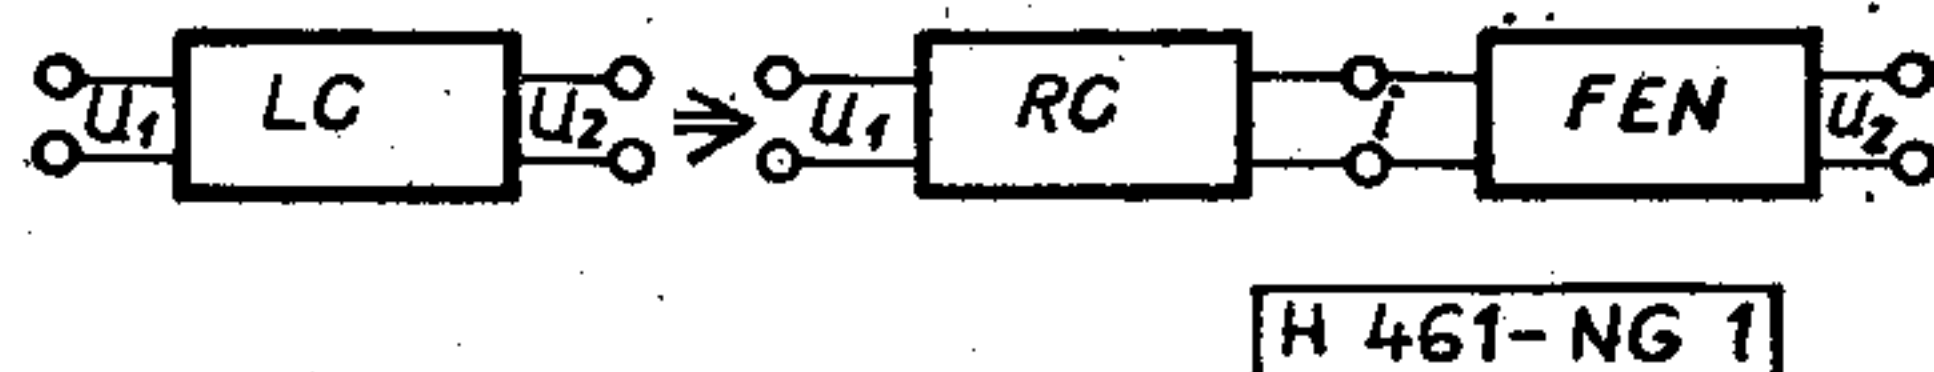 U₁ LC U₂ ⇒ U₁ RC i FEN U₂
H 461-NG 1